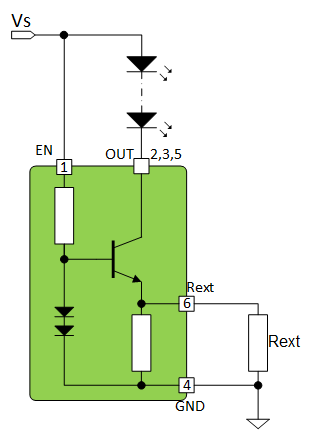 Vs
EN
OUT
2,3,5
1
Rext
6
Rext
4
GND